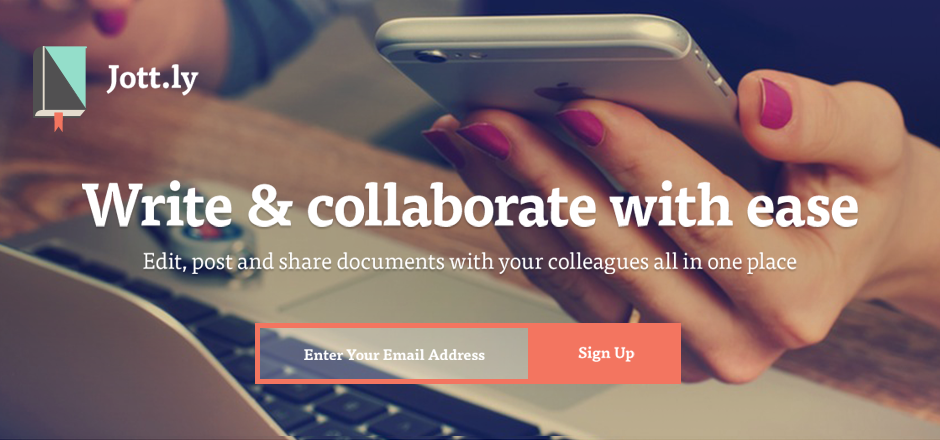 Jott.ly
Write & collaborate with ease
Edit, post and share documents with your colleagues all in one place
Enter Your Email Address
Sign Up